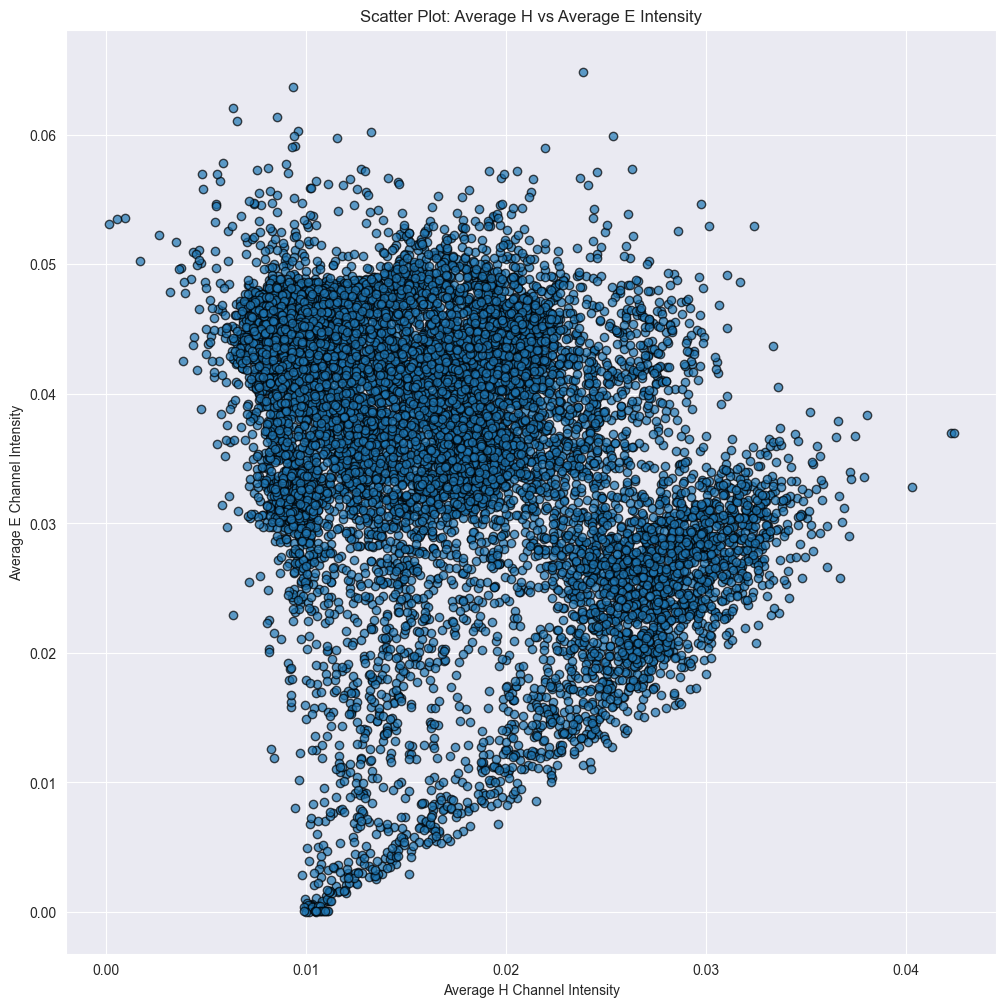 Scatter Plot: Average H vs Average E Intensity
0.06
0.05
0.04
0.03
0.02
0.01
0.00
Average E Channel Intensity
0.00 0.01 0.02 0.03 0.04
Average H Channel Intensity